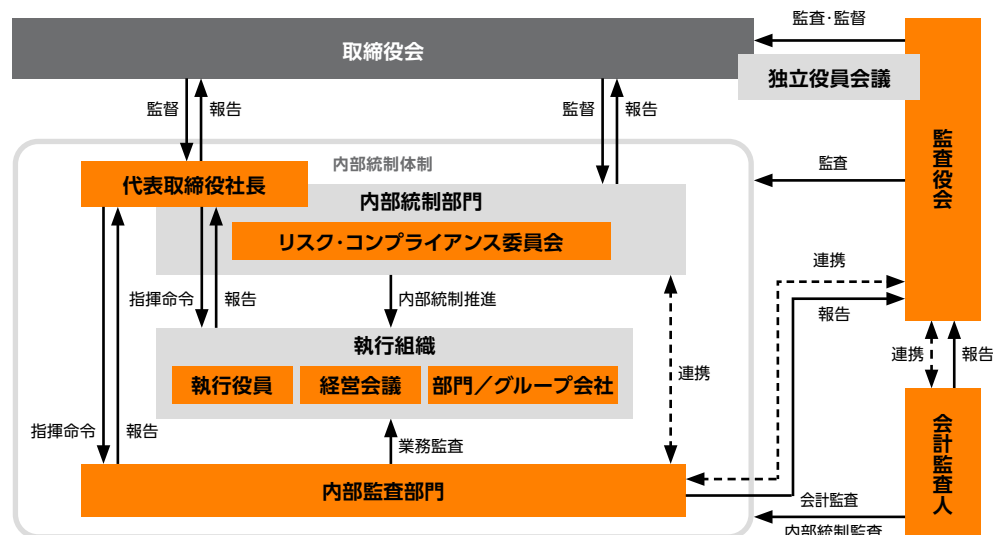 監査・監督
取締役会
独立役員会議
監督
報告
監督
報告
監査役会
内部統制体制
監査
代表取締役社長
内部統制部門
リスク・コンプライアンス委員会
連携
指揮命令
報告
内部統制推進
報告
執行組織
連携
報告
連携
執行役員
経営会議
部門／グループ会社
指揮命令
報告
業務監査
会計監査人
内部監査部門
会計監査
内部統制監査